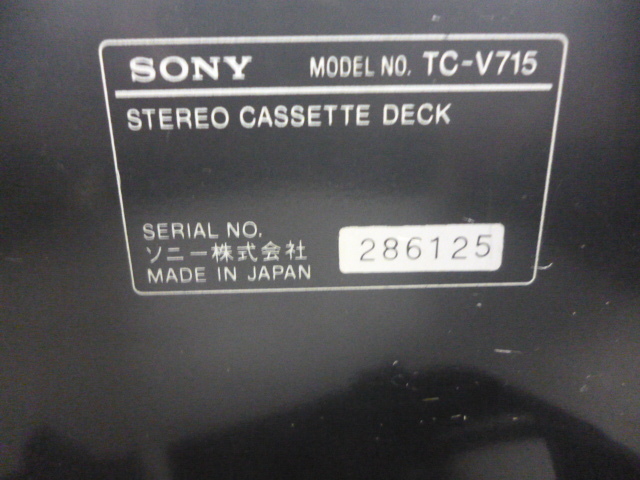 SONY MODEL NO. TC-V715
STEREO CASSETTE DECK
SERIAL NO.
ソニー株式会社 286125
MADE IN JAPAN